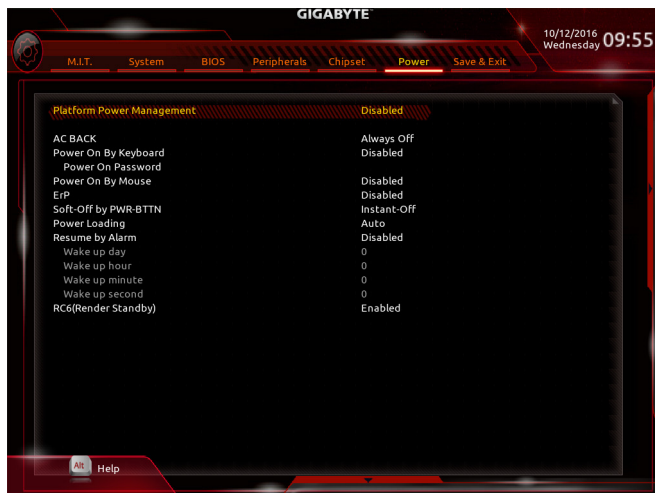 GIGABYTE™
10/12/2016
Wednesday 09:55
M.I.T. System BIOS Peripherals Chipset Power Save & Exit
Platform Power Management Disabled
AC BACK Always Off
Power On By Keyboard Disabled
Power On Password
Power On By Mouse Disabled
ErP Disabled
Soft-Off by PWR-BTTN Instant-Off
Power Loading Auto
Resume by Alarm Disabled
Wake up day 0
Wake up hour 0
Wake up minute 0
Wake up second 0
RC6(Render Standby) Enabled
Alt Help